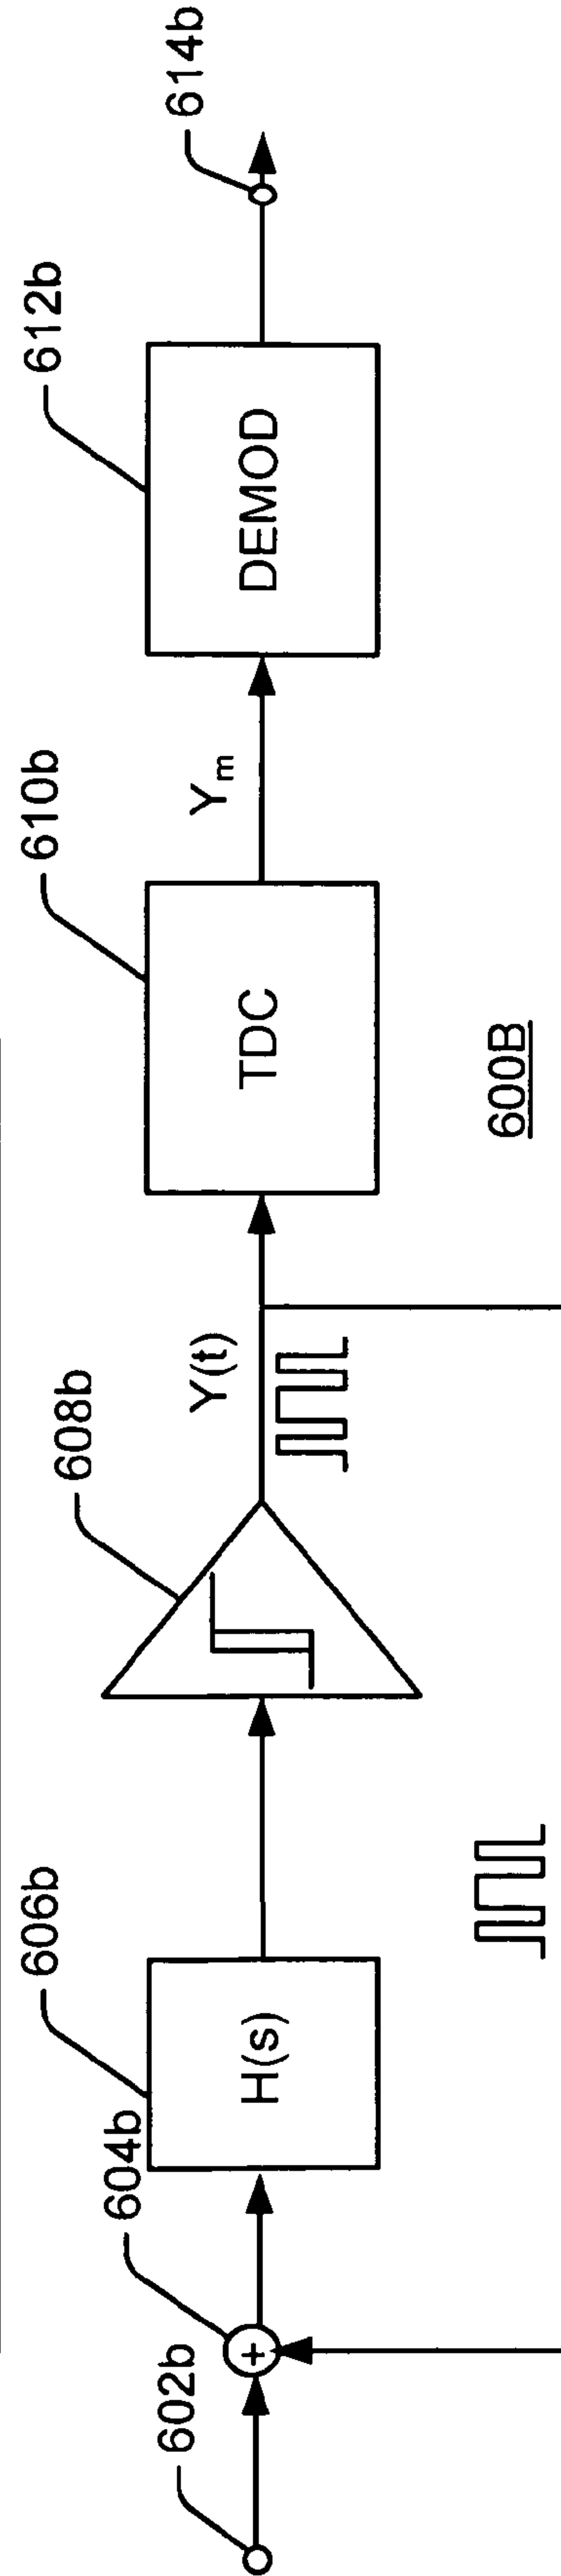 602b
604b
606b
H(s)
608b
Y(t)
610b
TDC
Yₘ
612b
DEMOD
614b
600B